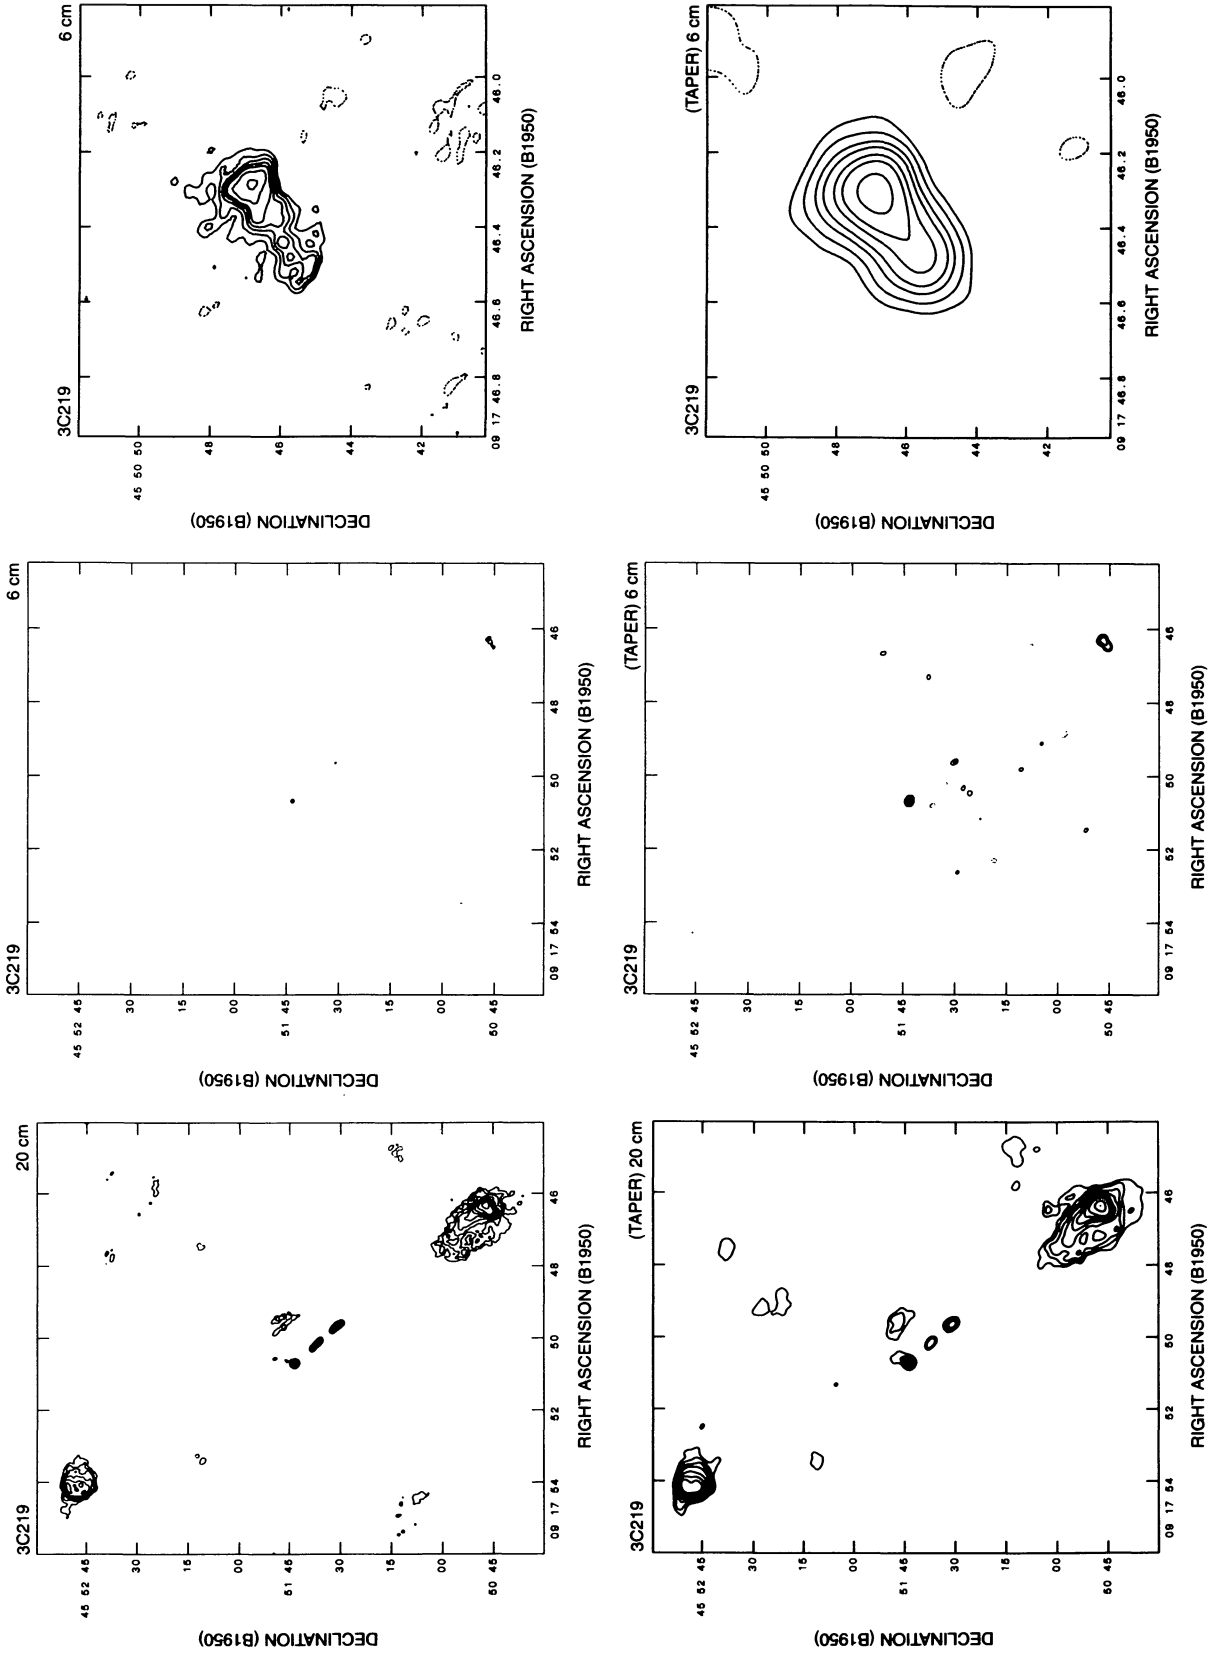 3C219 20 cm
DECLINATION (B1950)
45 52 45
30
15
00
51 45
30
15
00
50 45
09 17 54 52 50 48 46
RIGHT ASCENSION (B1950)
3C219 6 cm
DECLINATION (B1950)
45 52 45
30
15
00
51 45
30
15
00
50 45
09 17 54 52 50 48 46
RIGHT ASCENSION (B1950)
3C219 6 cm
DECLINATION (B1950)
45 50 50
48
46
44
42
09 17 46.8 46.6 46.4 46.2 46.0
RIGHT ASCENSION (B1950)
3C219 (TAPER) 20 cm
DECLINATION (B1950)
45 52 45
30
15
00
51 45
30
15
00
50 45
09 17 54 52 50 48 46
RIGHT ASCENSION (B1950)
3C219 (TAPER) 6 cm
DECLINATION (B1950)
45 52 45
30
15
00
51 45
30
15
00
50 45
09 17 54 52 50 48 46
RIGHT ASCENSION (B1950)
3C219 (TAPER) 6 cm
DECLINATION (B1950)
45 50 50
48
46
44
42
09 17 46.8 46.6 46.4 46.2 46.0
RIGHT ASCENSION (B1950)